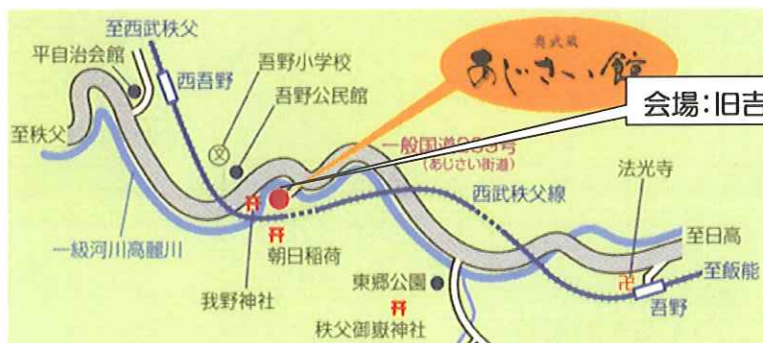 至西武秩父
平自治会館
西吾野
吾野小学校
吾野公民館
奥武蔵
あじさい館
会場:旧吉
至秩父
文
一般国道
号
(あじさい街道)
法光寺
西武秩父線
一級河川高麗川
朝日稲荷
我野神社
東郷公園
秩父御嶽神社
至日高
至飯能
吾野